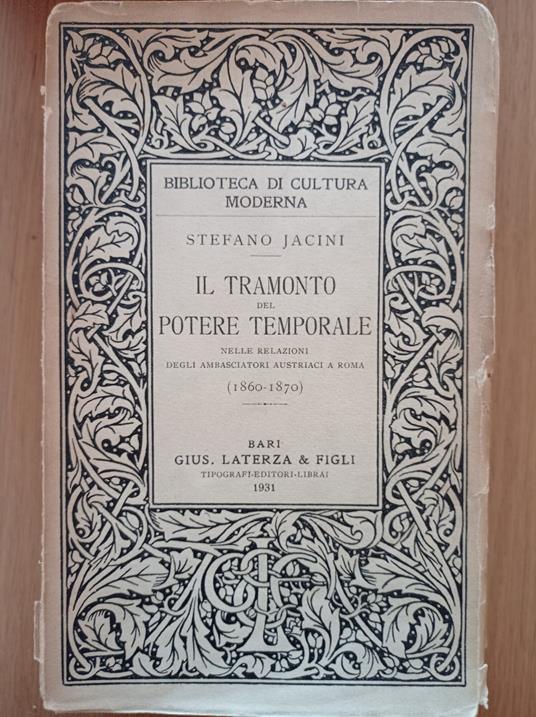 BIBLIOTECA DI CULTURA
MODERNA
STEFANO JACINI
IL TRAMONTO
DEL
POTERE TEMPORALE
NELLE RELAZIONI
DEGLI AMBASCIATORI AUSTRIACI A ROMA
(1860-1870)
BARI
GIUS. LATERZA & FIGLI
TIPOGRAFI-EDITORI-LIBRAI
1931